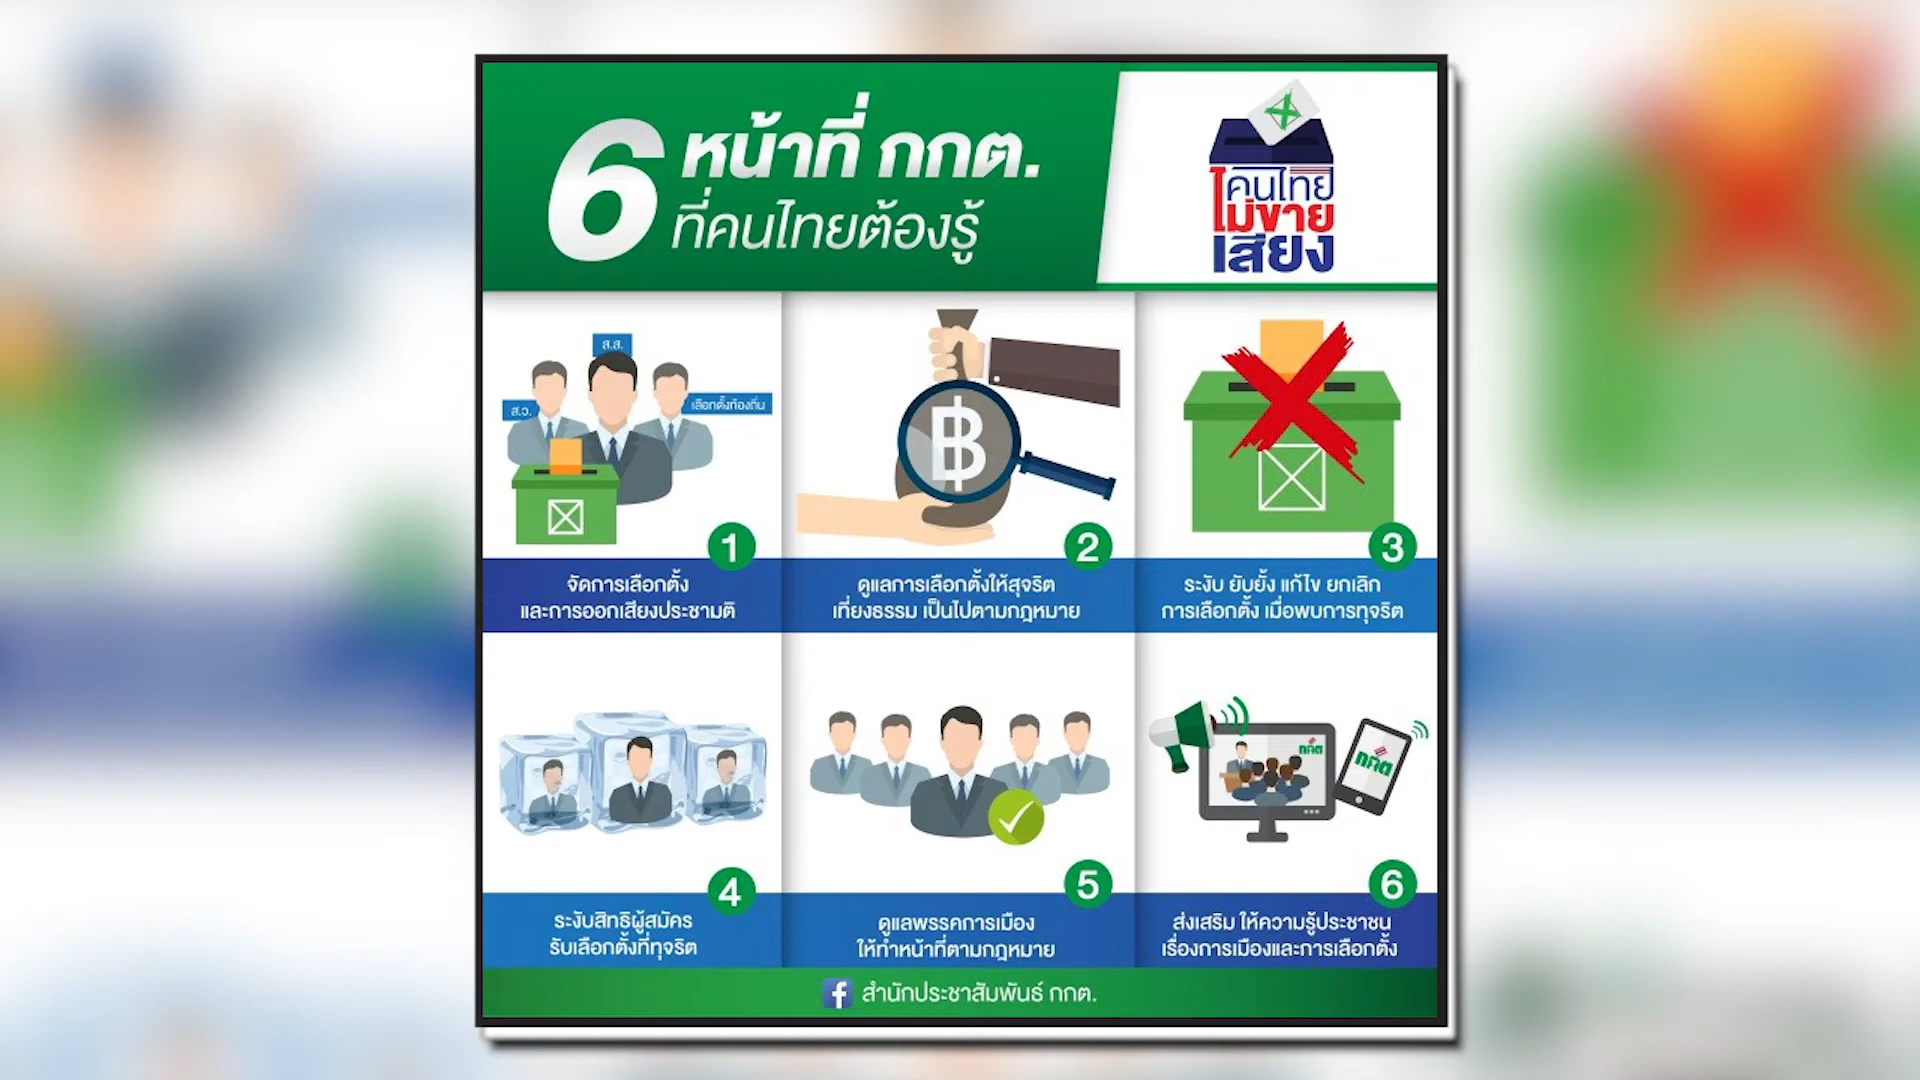 6 หน้าที่ กกต.
ที่คนไทยต้องรู้
คนไทย
ไม่ขาย
เสียง
ส.ส.
ส.ว.
เลือกตั้งท้องถิ่น
฿
1
จัดการเลือกตั้ง
และการออกเสียงประชามติ
2
ดูแลการเลือกตั้งให้สุจริต
เที่ยงธรรม เป็นไปตามกฎหมาย
3
ระงับ ยับยั้ง แก้ไข ยกเลิก
การเลือกตั้ง เมื่อพบการทุจริต
4
ระงับสิทธิผู้สมัคร
รับเลือกตั้งที่ทุจริต
5
ดูแลพรรคการเมือง
ให้ทำหน้าที่ตามกฎหมาย
กกต
กกต
6
ส่งเสริม ให้ความรู้ประชาชน
เรื่องการเมืองและการเลือกตั้ง
f สำนักประชาสัมพันธ์ กกต.